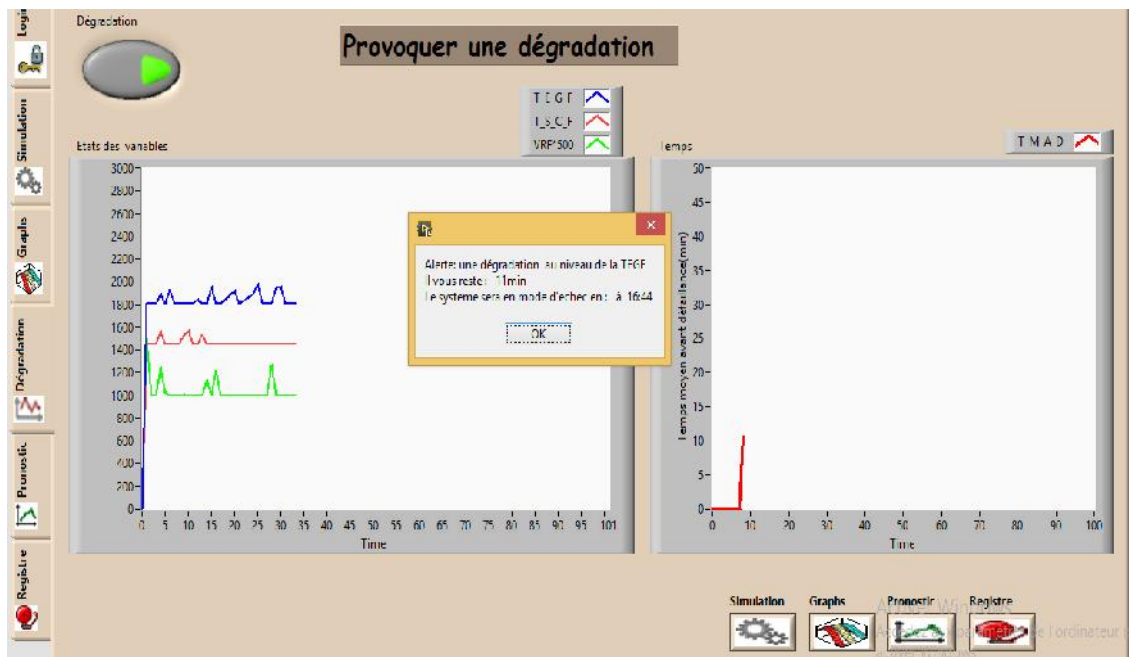 Login
Simulation
Graphs
Dégradation
Pronostic
Registre
Dégradation
Provoquer une dégradation
T E G F
T_S_C_F
VRF1500
Etats des variables
3000
2800
2600
2400
2200
2000
1800
1600
1400
1200
1000
800
600
400
200
0
0 5 10 15 20 25 30 35 40 45 50 55 60 65 70 75 80 85 90 95 101
Time
Alerte: une dégradation au niveau de la TEGF
Il vous reste : 11min
Le systeme sera en mode d'echec en : à 16:44
OK
Temps
T M A D
Temps moyen avant défaillance(min)
50
45
40
35
30
25
20
15
10
5
0
0 10 20 30 40 50 60 70 80 90 100
Time
Simulation Graphs Pronostic Registre